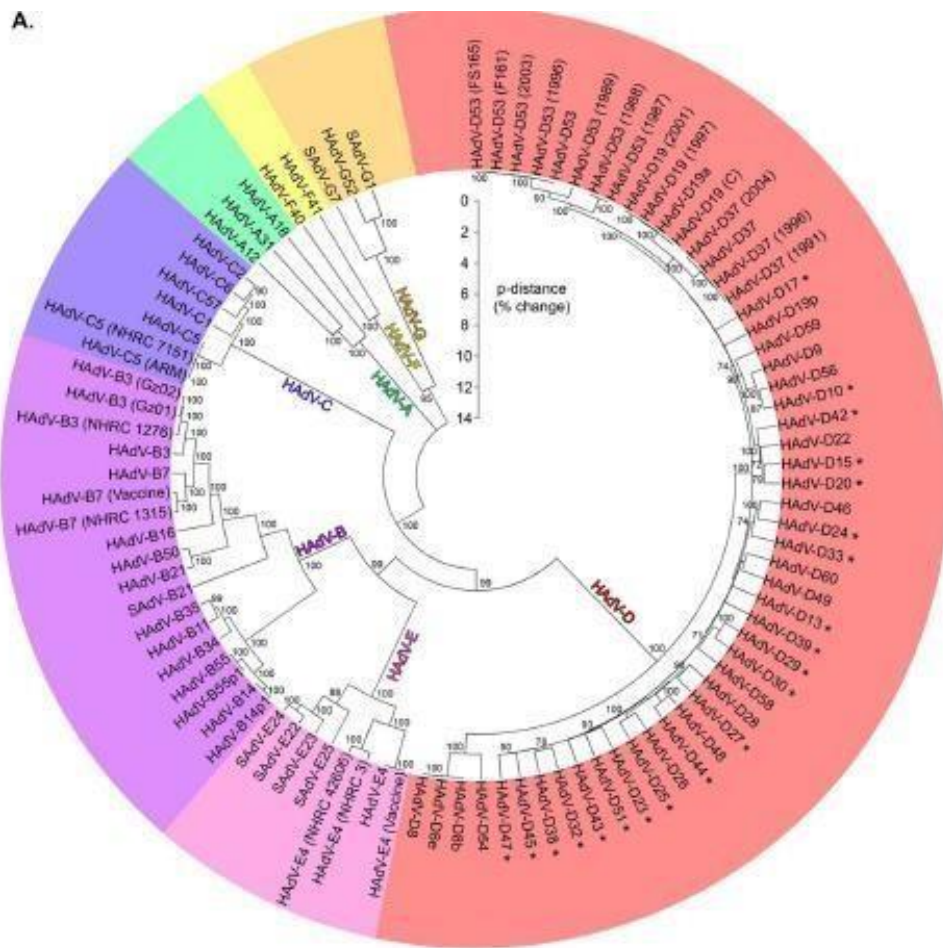 A.
HAdV-D53 (FS165)
HAdV-D53 (F161)
HAdV-D53 (2003)
HAdV-D53 (1996)
HAdV-D53
HAdV-D53 (1989)
HAdV-D53 (1988)
HAdV-D53 (1987)
HAdV-D19 (2001)
HAdV-D19 (1997)
HAdV-D19a
HAdV-D19 (C)
HAdV-D37 (2004)
HAdV-D37
HAdV-D37 (1996)
HAdV-D37 (1991)
HAdV-D17 *
HAdV-D19p
HAdV-D59
HAdV-D9
HAdV-D56
HAdV-D10 *
HAdV-D42 *
HAdV-D22
HAdV-D15 *
HAdV-D20 *
HAdV-D46
HAdV-D24 *
HAdV-D33 *
HAdV-D60
HAdV-D49
HAdV-D13 *
HAdV-D39 *
HAdV-D29 *
HAdV-D30 *
HAdV-D58
HAdV-D28
HAdV-D27 *
HAdV-D48
HAdV-D44 *
HAdV-D26
HAdV-D25 *
HAdV-D23 *
HAdV-D51 *
HAdV-D43 *
HAdV-D32 *
HAdV-D38 *
HAdV-D45 *
HAdV-D47 *
HAdV-D54
HAdV-D8b
HAdV-D8e
HAdV-D8
HAdV-E4 (Vaccine)
HAdV-E4
HAdV-E4 (NHRC 3)
HAdV-E4 (NHRC 42606)
SAdV-E25
SAdV-E23
SAdV-E22
SAdV-E24
HAdV-B14p1
HAdV-B14
HAdV-B55p1
HAdV-B55
HAdV-B34
HAdV-B11
HAdV-B35
SAdV-B21
HAdV-B21
HAdV-B50
HAdV-B16
HAdV-B7 (NHRC 1315)
HAdV-B7 (Vaccine)
HAdV-B7
HAdV-B3
HAdV-B3 (NHRC 1276)
HAdV-B3 (Gz01)
HAdV-B3 (Gz02)
HAdV-C5 (ARM)
HAdV-C5 (NHRC 7151)
HAdV-C5
HAdV-C1
HAdV-C57
HAdV-C6
HAdV-C2
HAdV-A12
HAdV-A31
HAdV-A18
HAdV-F40
HAdV-F41
SAdV-G7
HAdV-G52
SAdV-G1
0
2
4
6
8
10
12
14
p-distance
(% change)
HAdV-G
HAdV-F
HAdV-A
HAdV-C
HAdV-B
HAdV-E
HAdV-D
100
99
99
100